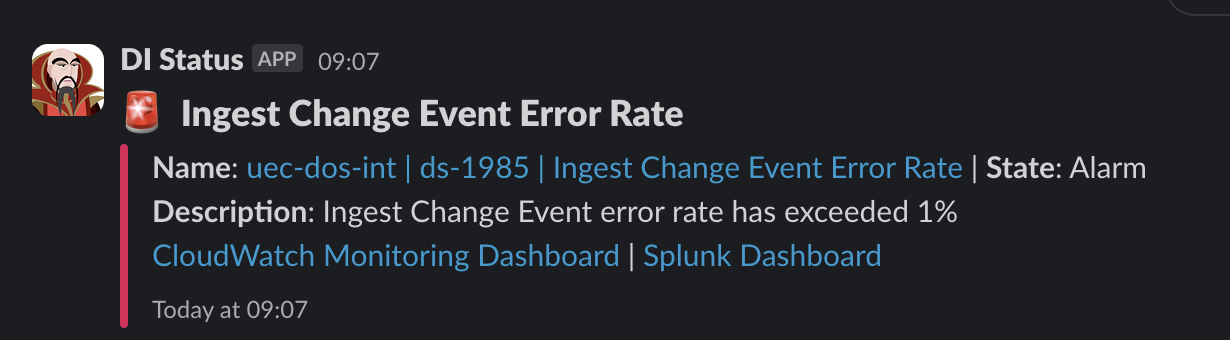 DI Status APP 09:07
Ingest Change Event Error Rate
Name: uec-dos-int | ds-1985 | Ingest Change Event Error Rate | State: Alarm
Description: Ingest Change Event error rate has exceeded 1%
CloudWatch Monitoring Dashboard | Splunk Dashboard
Today at 09:07